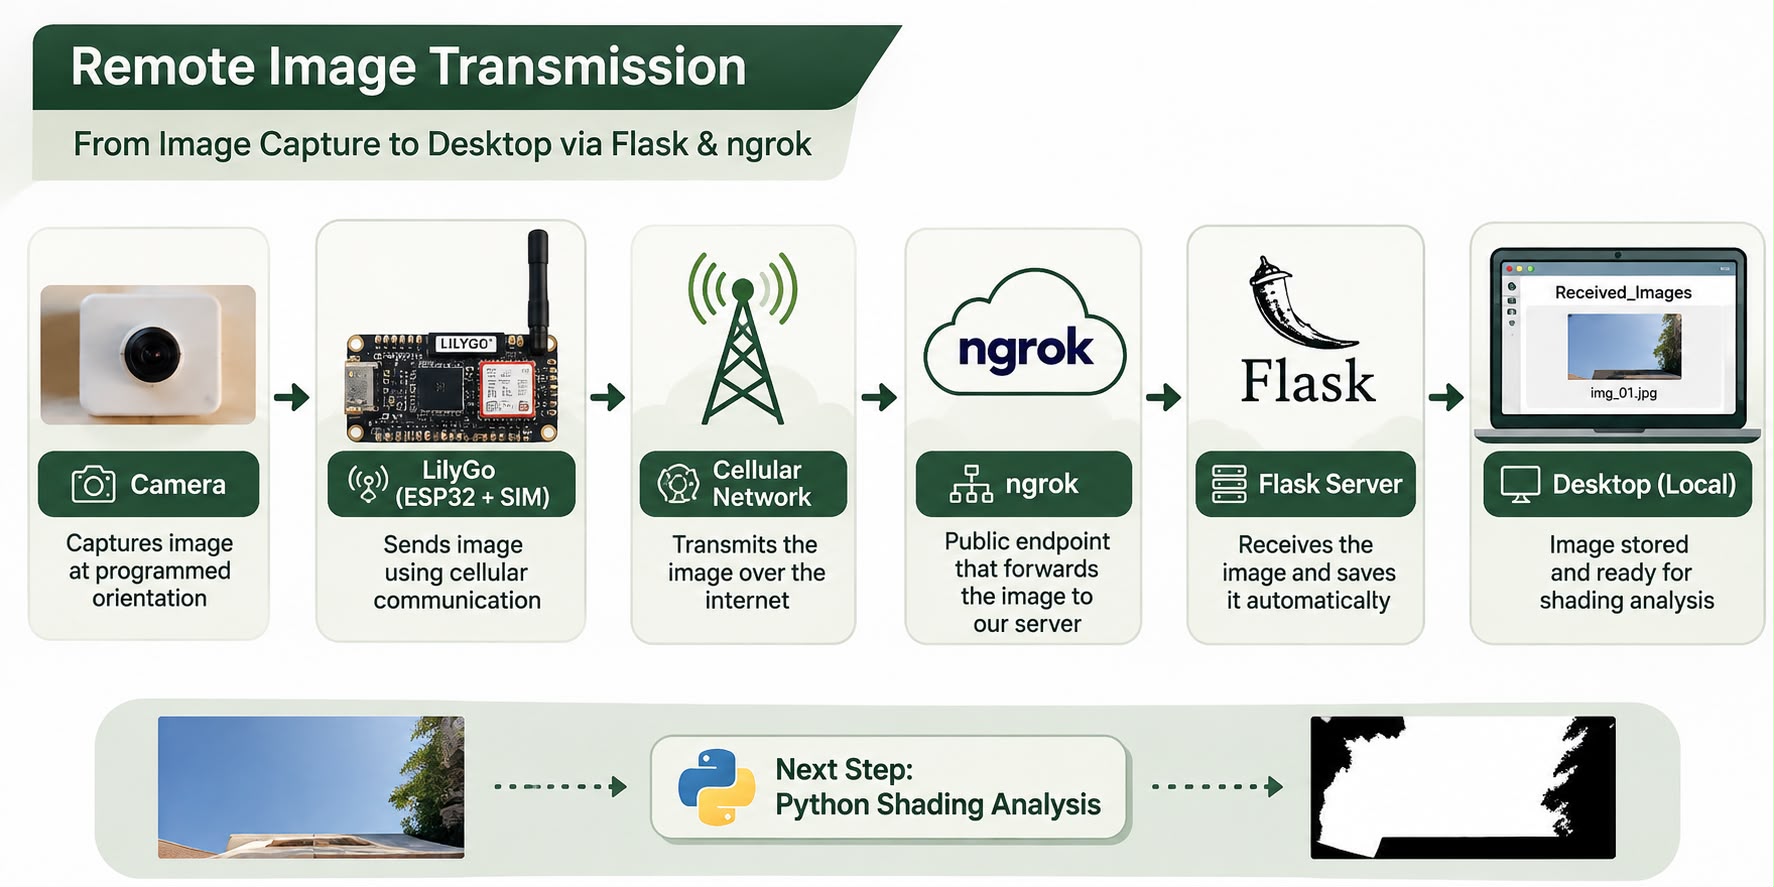 Remote Image Transmission
From Image Capture to Desktop via Flask & ngrok
LILYGO
ngrok
Flask
Received_Images
img_01.jpg
Camera
LilyGo
(ESP32 + SIM)
Cellular
Network
ngrok
Flask Server
Desktop (Local)
Captures image
at programmed
orientation
Sends image
using cellular
communication
Transmits the
image over the
internet
Public endpoint
that forwards
the image to
our server
Receives the
image and saves
it automatically
Image stored
and ready for
shading analysis
Next Step:
Python Shading Analysis